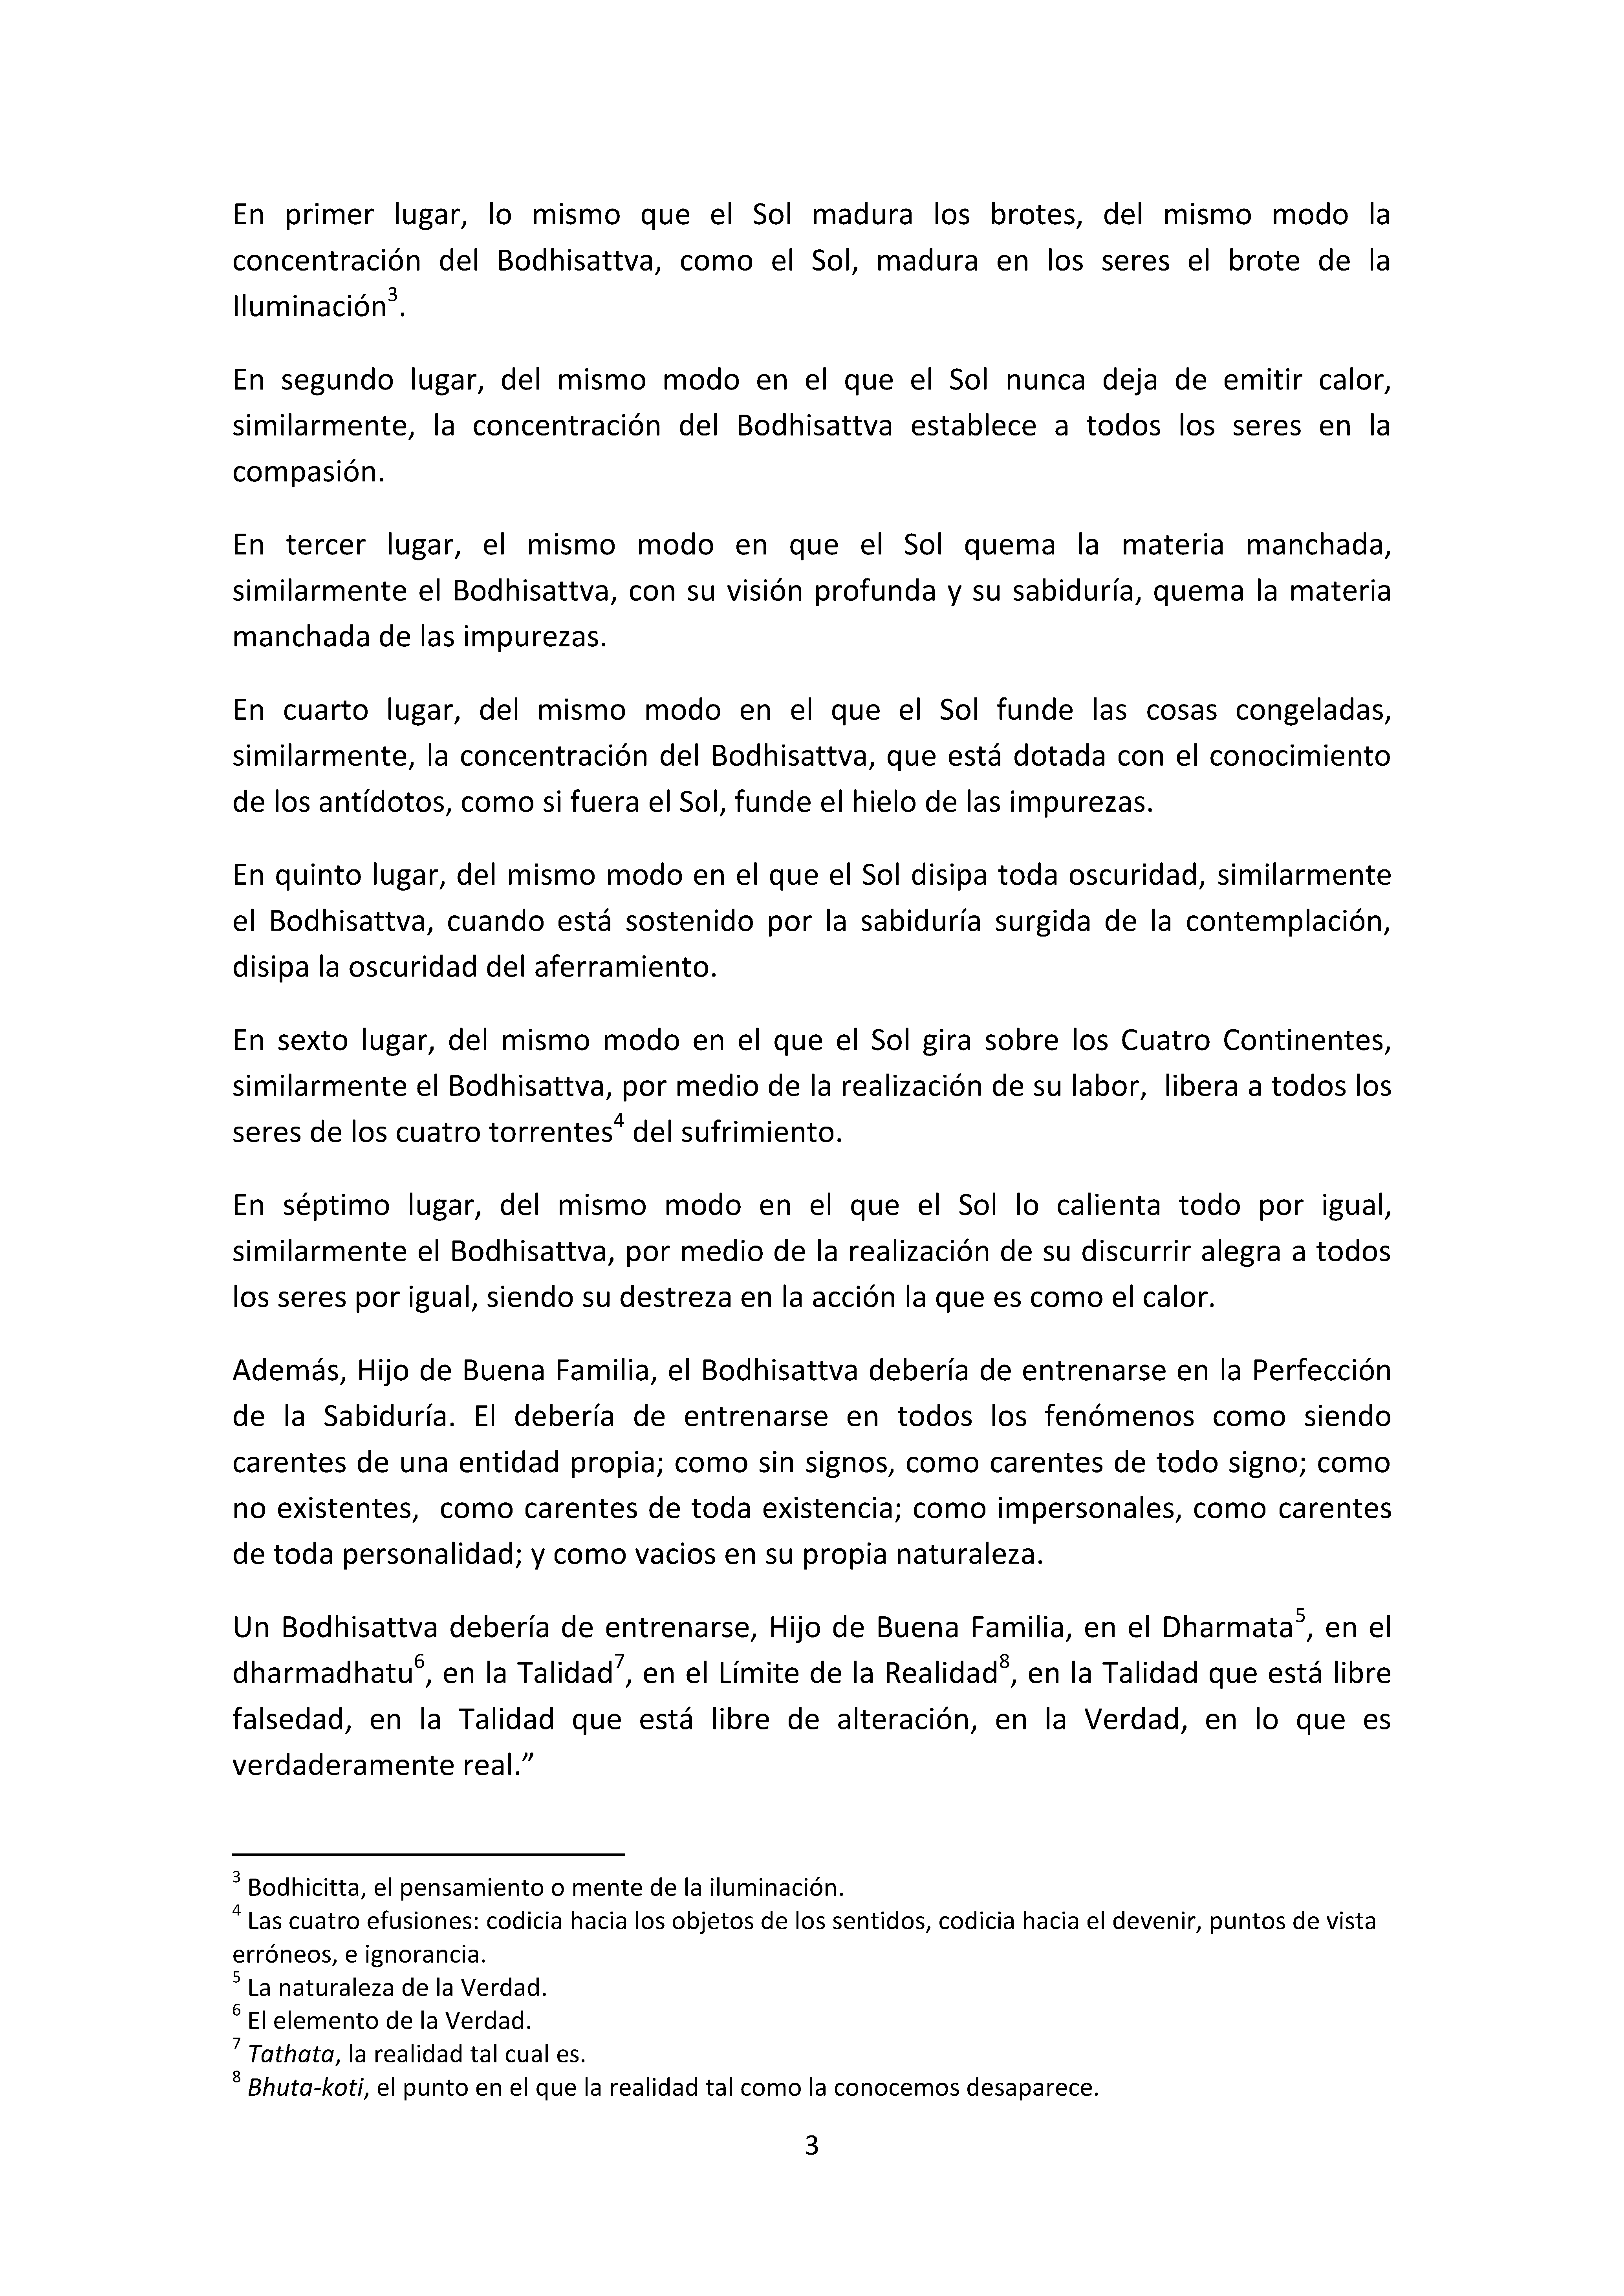 En primer lugar, lo mismo que el Sol madura los brotes, del mismo modo la
concentración del Bodhisattva, como el Sol, madura en los seres el brote de la
Iluminación³.
En segundo lugar, del mismo modo en el que el Sol nunca deja de emitir calor,
similarmente, la concentración del Bodhisattva establece a todos los seres en la
compasión.
En tercer lugar, el mismo modo en que el Sol quema la materia manchada,
similarmente el Bodhisattva, con su visión profunda y su sabiduría, quema la materia
manchada de las impurezas.
En cuarto lugar, del mismo modo en el que el Sol funde las cosas congeladas,
similarmente, la concentración del Bodhisattva, que está dotada con el conocimiento
de los antídotos, como si fuera el Sol, funde el hielo de las impurezas.
En quinto lugar, del mismo modo en el que el Sol disipa toda oscuridad, similarmente
el Bodhisattva, cuando está sostenido por la sabiduría surgida de la contemplación,
disipa la oscuridad del aferramiento.
En sexto lugar, del mismo modo en el que el Sol gira sobre los Cuatro Continentes,
similarmente el Bodhisattva, por medio de la realización de su labor, libera a todos los
seres de los cuatro torrentes⁴ del sufrimiento.
En séptimo lugar, del mismo modo en el que el Sol lo calienta todo por igual,
similarmente el Bodhisattva, por medio de la realización de su discurrir alegra a todos
los seres por igual, siendo su destreza en la acción la que es como el calor.
Además, Hijo de Buena Familia, el Bodhisattva debería de entrenarse en la Perfección
de la Sabiduría. El debería de entrenarse en todos los fenómenos como siendo
carentes de una entidad propia; como sin signos, como carentes de todo signo; como
no existentes, como carentes de toda existencia; como impersonales, como carentes
de toda personalidad; y como vacios en su propia naturaleza.
Un Bodhisattva debería de entrenarse, Hijo de Buena Familia, en el Dharmata⁵, en el
dharmadhatu⁶, en la Talidad⁷, en el Límite de la Realidad⁸, en la Talidad que está libre
falsedad, en la Talidad que está libre de alteración, en la Verdad, en lo que es
verdaderamente real.”
³ Bodhicitta, el pensamiento o mente de la iluminación.
⁴ Las cuatro efusiones: codicia hacia los objetos de los sentidos, codicia hacia el devenir, puntos de vista
erróneos, e ignorancia.
⁵ La naturaleza de la Verdad.
⁶ El elemento de la Verdad.
⁷ Tathata, la realidad tal cual es.
⁸ Bhuta-koti, el punto en el que la realidad tal como la conocemos desaparece.
3